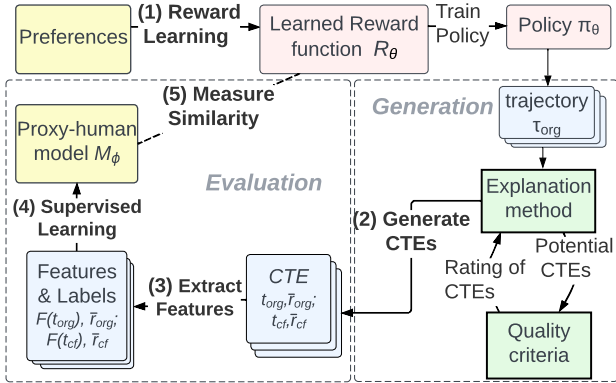 Preferences
(1) Reward
Learning
Learned Reward
function R_θ
Train
Policy
Policy π_θ
trajectory
τ_org
Generation
(5) Measure
Similarity
Proxy-human
model M_ϕ
Evaluation
Explanation
method
(4) Supervised
Learning
(2) Generate
CTEs
Potential
CTEs
Rating of
CTEs
Features
& Labels
F(t_org), r̄_org;
F(t_cf), r̄_cf
(3) Extract
Features
CTE
t_org, r̄_org;
t_cf, r̄_cf
Quality
criteria